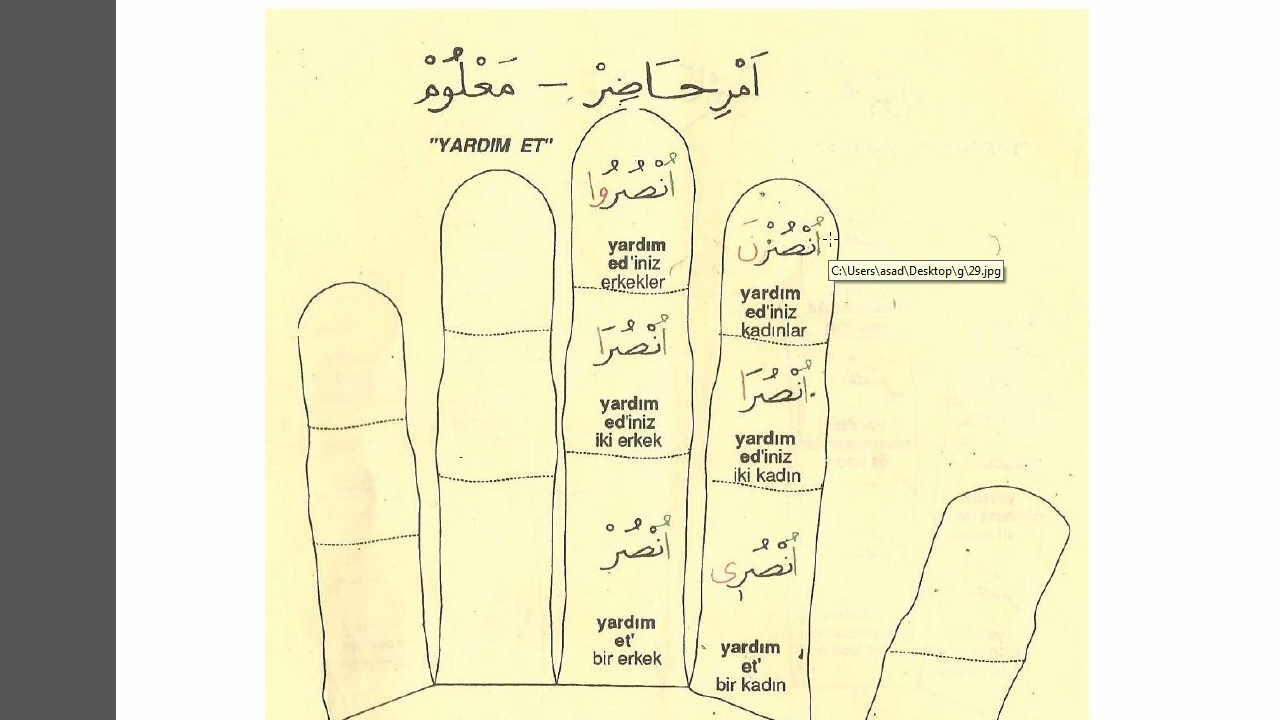 اَمْرِ حَاضِرْ – مَعْلُومْ
"YARDIM ET"
اُنْصُرُوا
yardım
ed'iniz
erkekler
اُنْصُرَا
yardım
ed'iniz
iki erkek
اُنْصُرْ
yardım
et'
bir erkek
اُنْصُرْنَ
yardım
ed'iniz
kadınlar
اُنْصُرَا
yardım
ed'iniz
iki kadın
اُنْصُرِى
yardım
et'
bir kadın
C:\Users\asad\Desktop\g\29.jpg